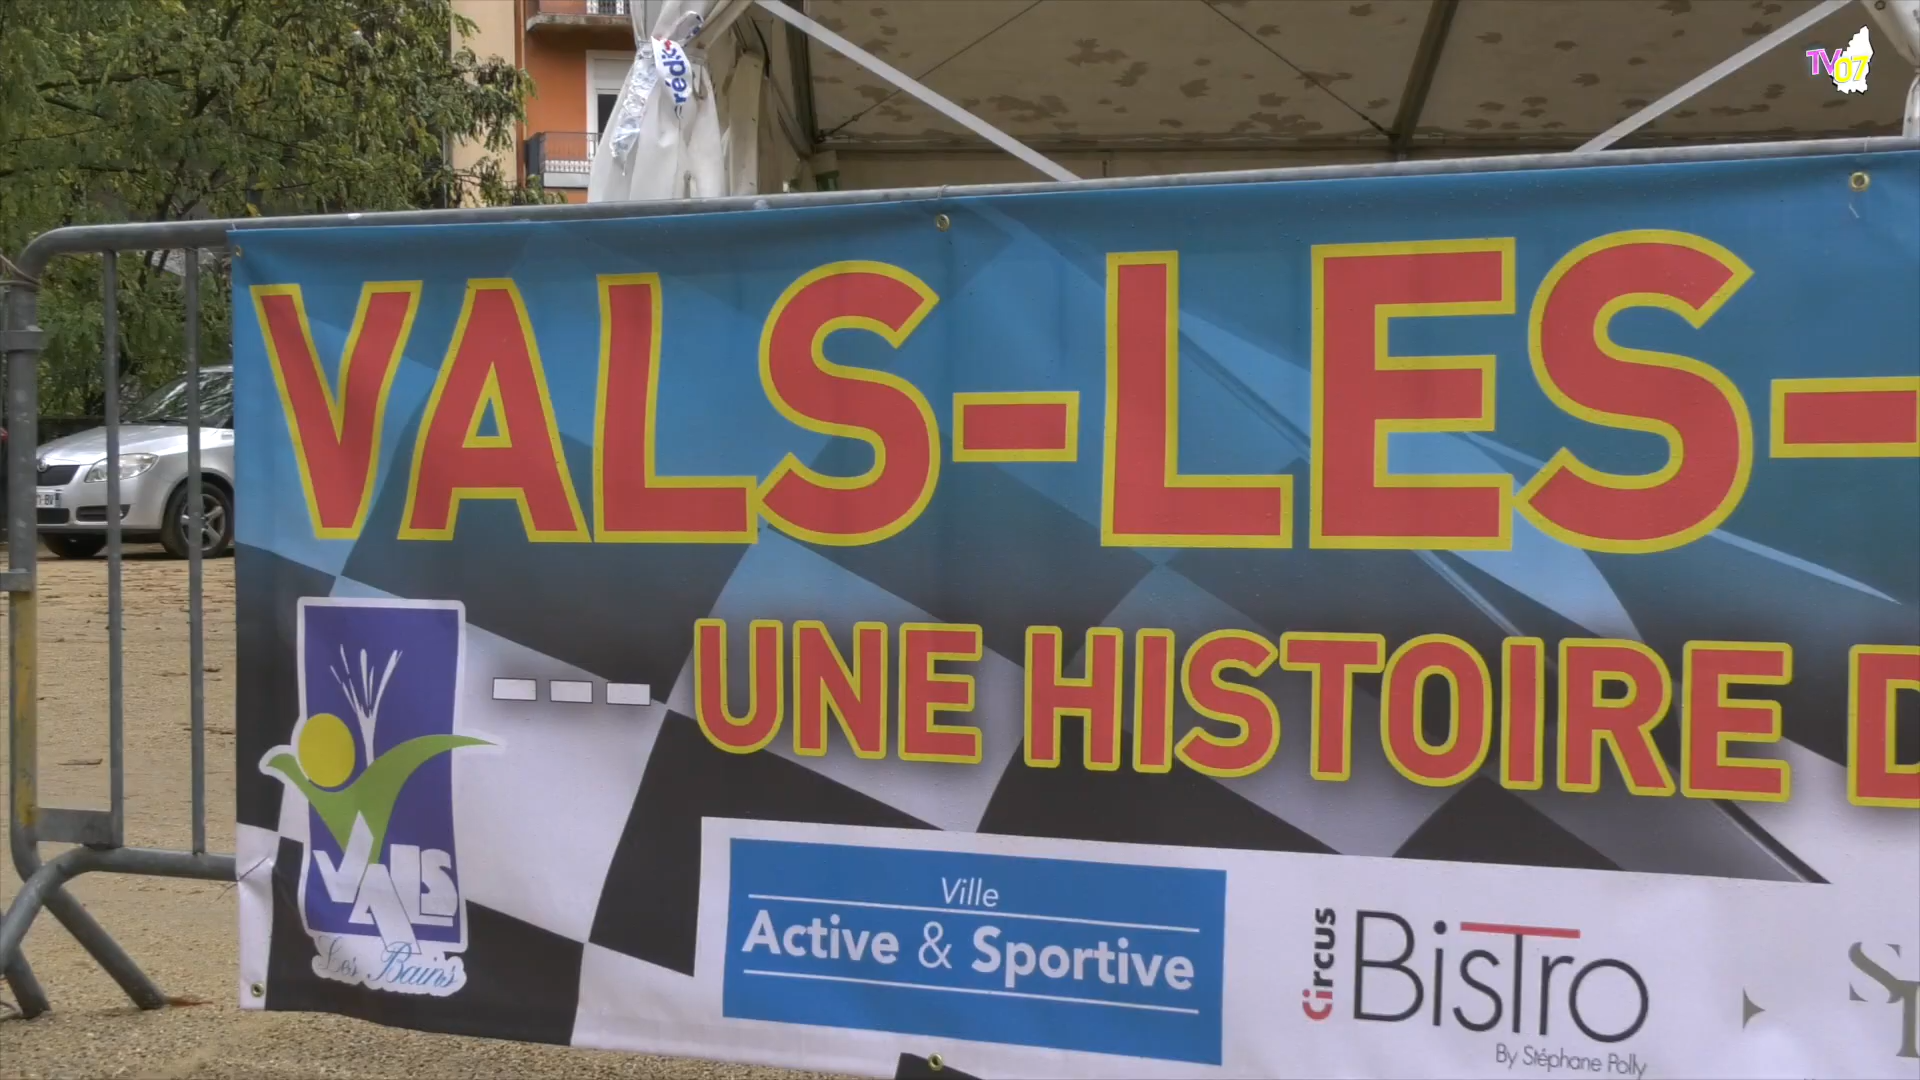 TV07
VALS-LES-
UNE HISTOIRE D
VALS
Les Bains
Ville
Active & Sportive
Circus
BisTro
By Stéphane Polly